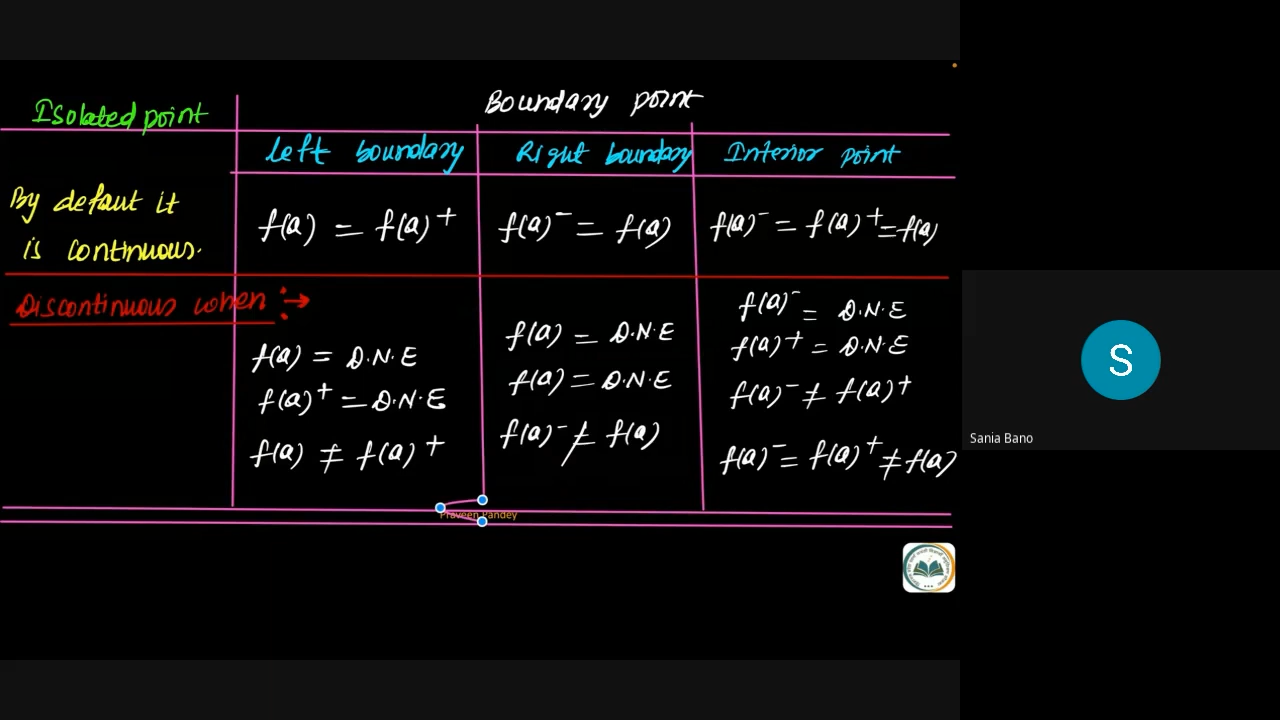 Isolated point
Boundary point
left boundary
Right boundary
Interior point
By defaut it
is continuous.
f(a) = f(a)⁺
f(a)⁻ = f(a)
f(a)⁻ = f(a)⁺ = f(a)
Discontinuous when :→
f(a) = D.N.E
f(a)⁺ = D.N.E
f(a) ≠ f(a)⁺
f(a) = D.N.E
f(a) = D.N.E
f(a)⁻ ≠ f(a)
f(a)⁻ = D.N.E
f(a)⁺ = D.N.E
f(a)⁻ ≠ f(a)⁺
f(a)⁻ = f(a)⁺ ≠ f(a)
Praveen Pandey
S
Sania Bano